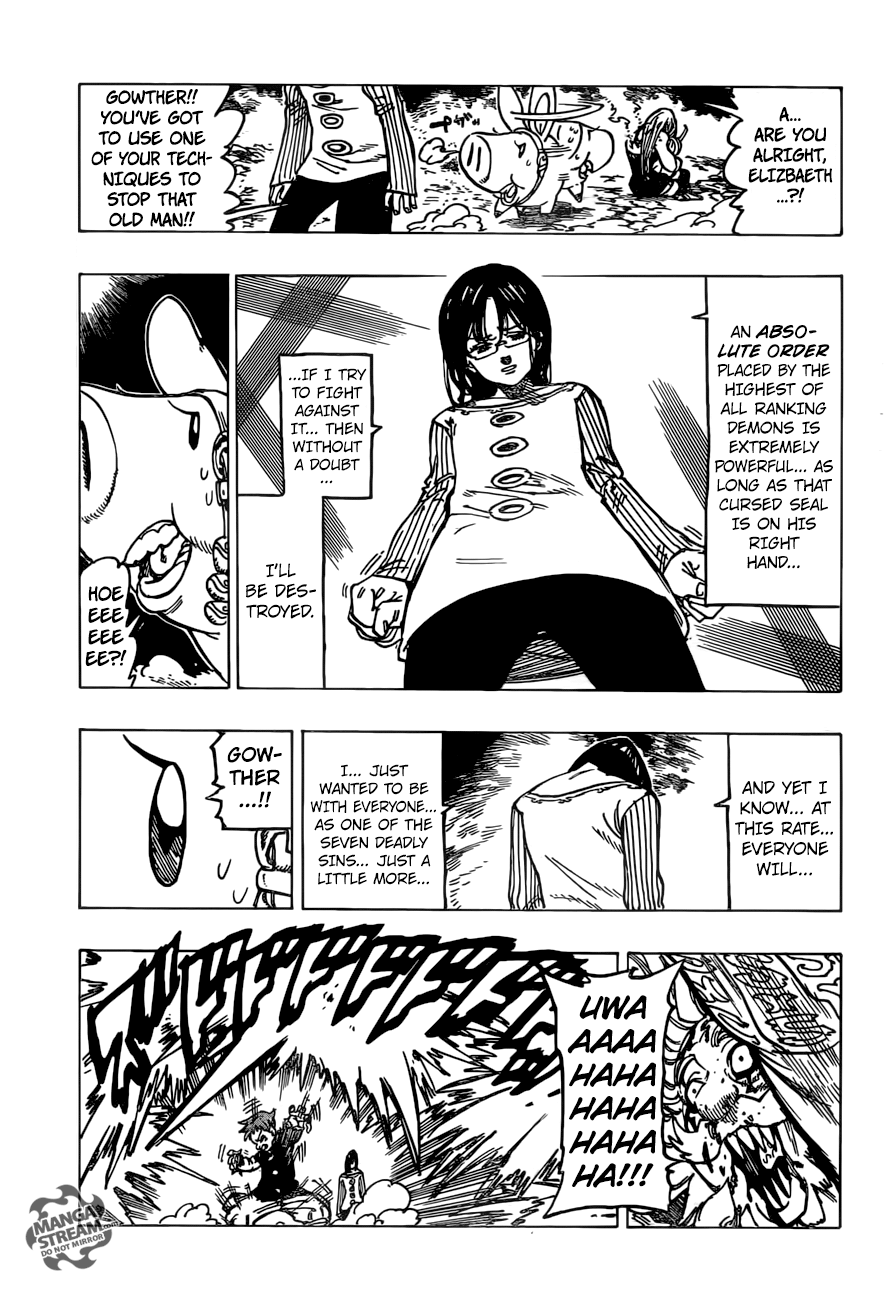 A...
ARE YOU
ALRIGHT,
ELIZBAETH
...?!
GOWTHER!!
YOU'VE GOT
TO USE ONE
OF YOUR TECH-
NIQUES TO
STOP THAT
OLD MAN!!
AN ABSO-
LUTE ORDER
PLACED BY THE
HIGHEST OF
ALL RANKING
DEMONS IS
EXTREMELY
POWERFUL... AS
LONG AS THAT
CURSED SEAL
IS ON HIS
RIGHT
HAND...
...IF I TRY
TO FIGHT
AGAINST
IT... THEN
WITHOUT
A DOUBT
...
I'LL
BE DES-
TROYED.
HOE
EEE
EEE
EEE
EE?!
AND YET I
KNOW... AT
THIS RATE...
EVERYONE
WILL...
I... JUST
WANTED TO BE
WITH EVERYONE...
AS ONE OF THE
SEVEN DEADLY
SINS... JUST A
LITTLE MORE...
GOW-
THER
...!!
UWA
AAAA
HAHA
HAHA
HAHA
HA!!!
MANGA
STREAM.com
DO NOT MIRROR